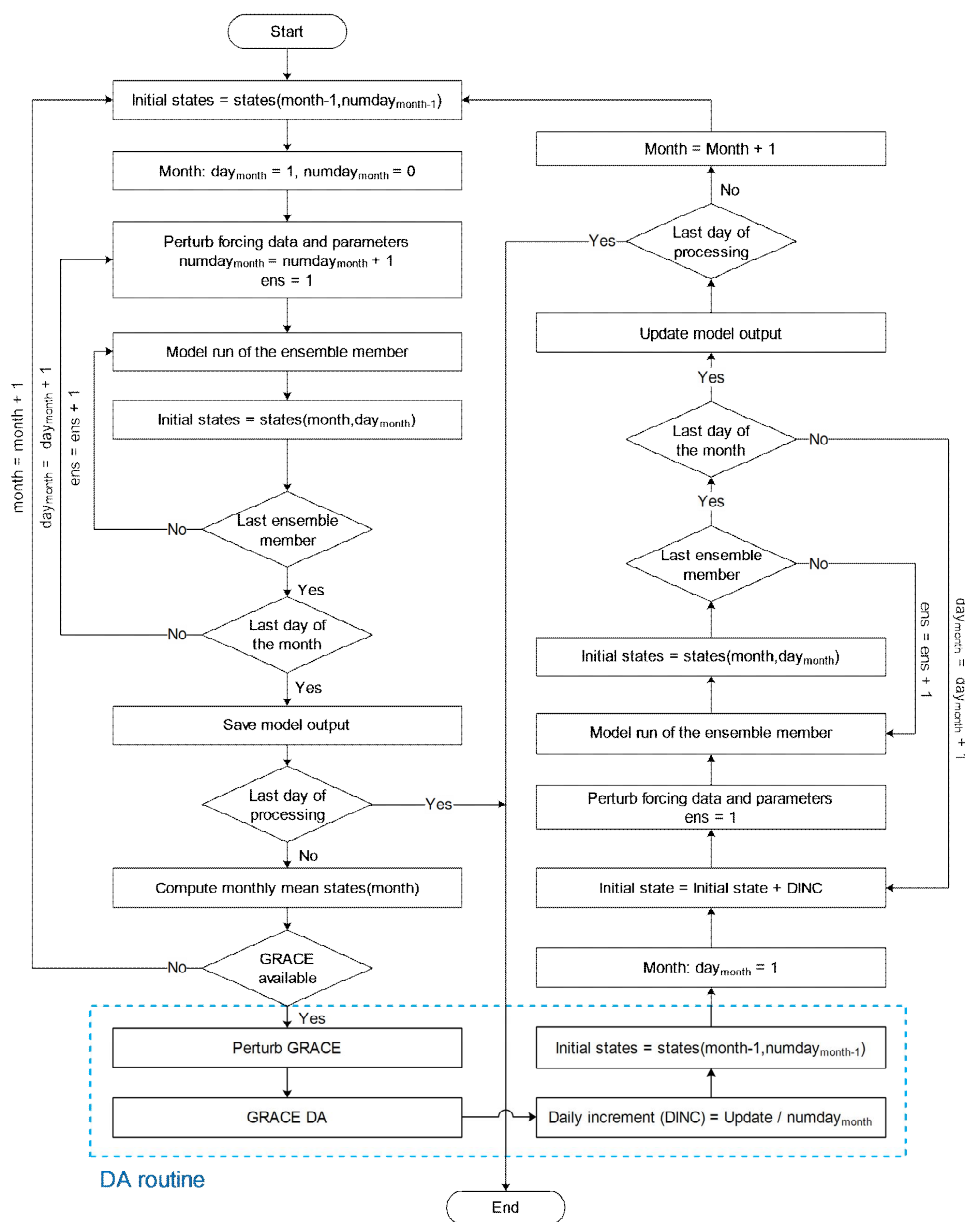 Start
Initial states = states(month-1,numday_month-1)
Month: day_month = 1, numday_month = 0
Perturb forcing data and parameters
numday_month = numday_month + 1
ens = 1
Model run of the ensemble member
Initial states = states(month,day_month)
Last ensemble
member
No
Yes
Last day of
the month
No
Yes
Save model output
Last day of
processing
Yes
No
Compute monthly mean states(month)
GRACE
available
No
Yes
month = month + 1
day_month = day_month + 1
ens = ens + 1
Perturb GRACE
GRACE DA
DA routine
Daily increment (DINC) = Update / numday_month
Initial states = states(month-1,numday_month-1)
Month: day_month = 1
Initial state = Initial state + DINC
Perturb forcing data and parameters
ens = 1
Model run of the ensemble member
Initial states = states(month,day_month)
Last ensemble
member
No
Yes
ens = ens + 1
Last day of
the month
No
Yes
day_month = day_month + 1
Update model output
Last day of
processing
Yes
No
Month = Month + 1
End